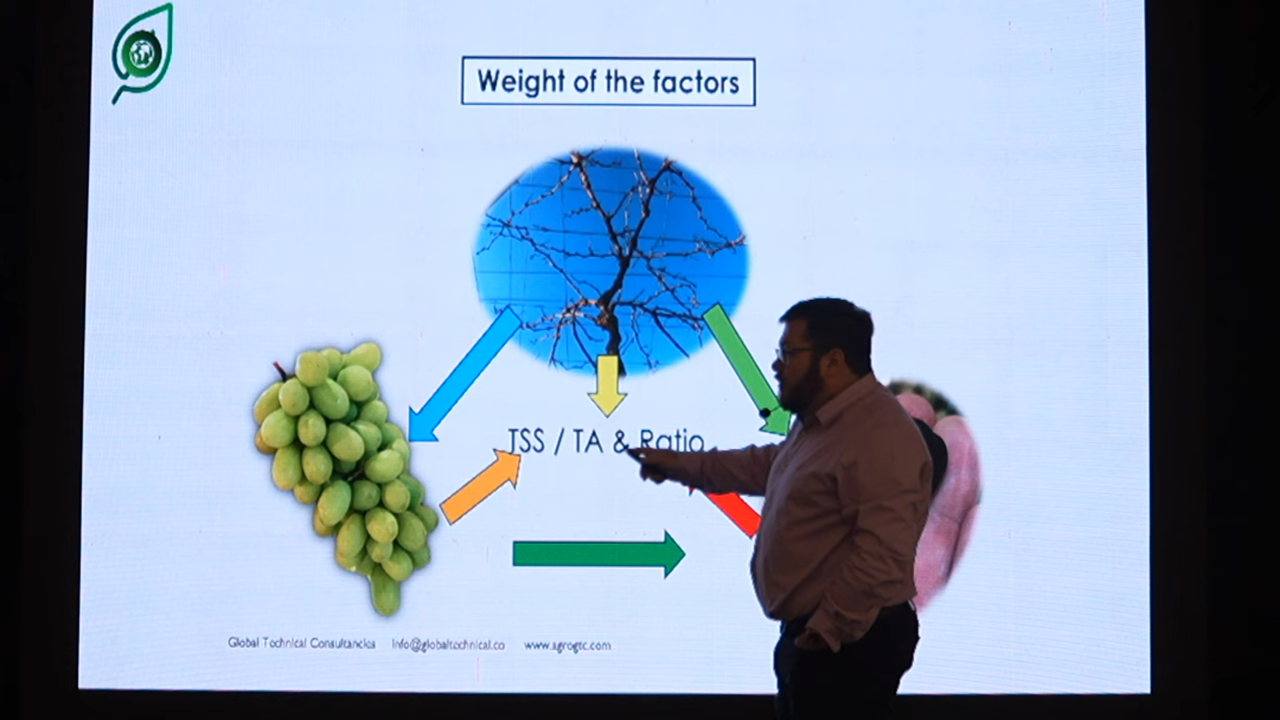 Weight of the factors
TSS / TA & Ratio
Global Technical Consultancies info@globaltechnical.co www.agrogtc.com